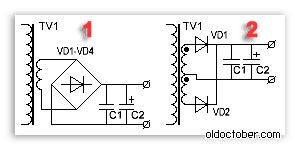 TV1 1 TV1 2
VD1-VD4 VD1
+ +
C1 C2 C1 C2
VD2
oldoctober.com